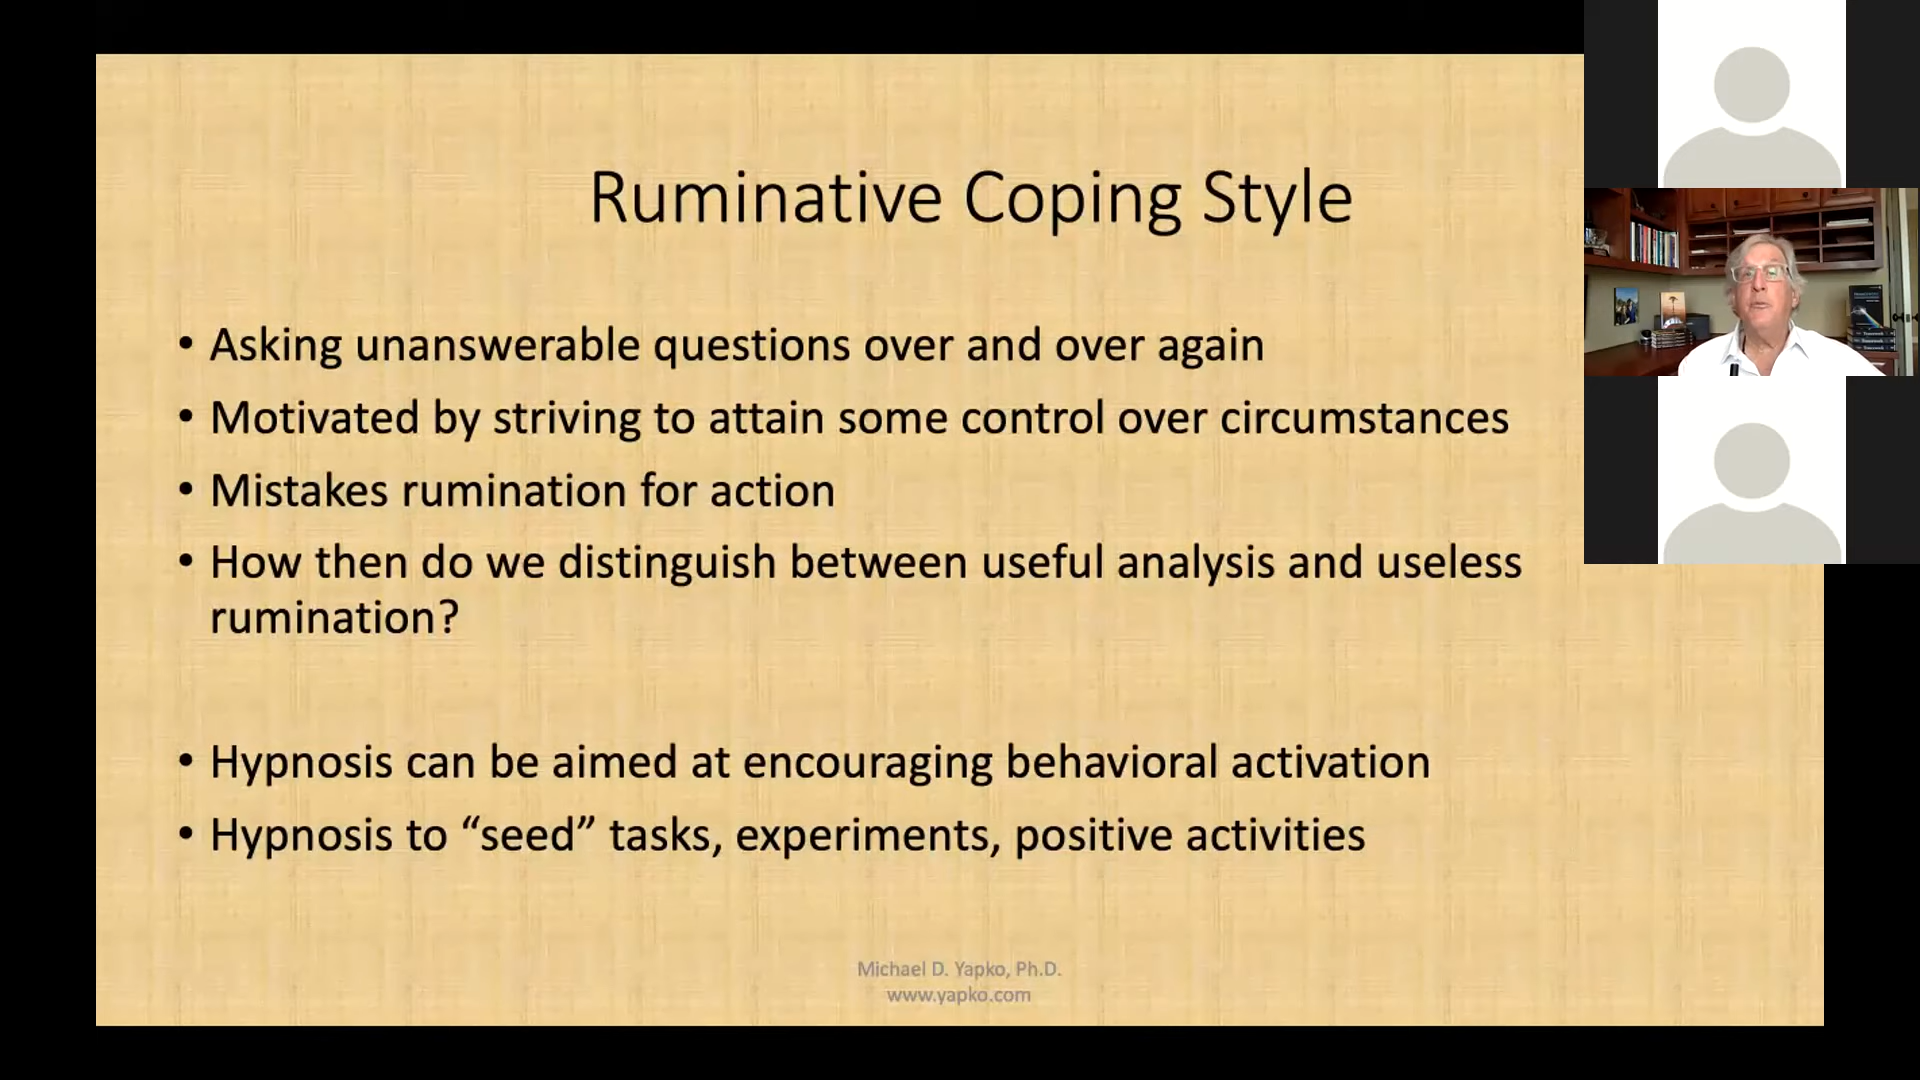 Ruminative Coping Style
• Asking unanswerable questions over and over again
• Motivated by striving to attain some control over circumstances
• Mistakes rumination for action
• How then do we distinguish between useful analysis and useless
rumination?
• Hypnosis can be aimed at encouraging behavioral activation
• Hypnosis to “seed” tasks, experiments, positive activities
Michael D. Yapko, Ph.D.
www.yapko.com